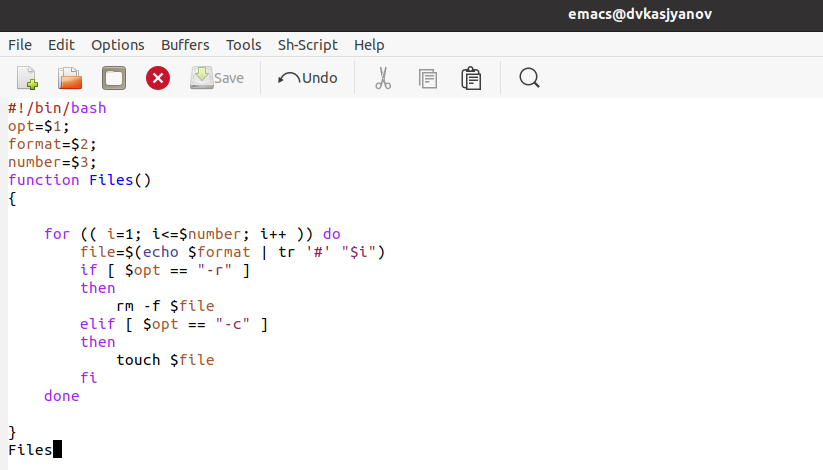 emacs@dvkasjyanov
File Edit Options Buffers Tools Sh-Script Help
Save Undo
#!/bin/bash
opt=$1;
format=$2;
number=$3;
function Files()
{
    for (( i=1; i<=$number; i++ )) do
        file=$(echo $format | tr '#' "$i")
        if [ $opt == "-r" ]
        then
            rm -f $file
        elif [ $opt == "-c" ]
        then
            touch $file
        fi
    done
}
Files